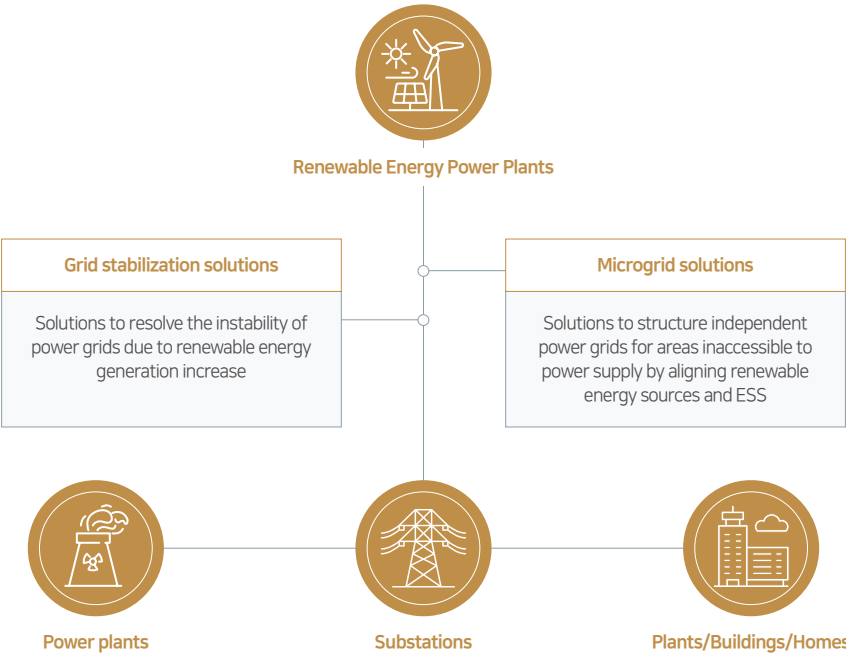 Renewable Energy Power Plants
Grid stabilization solutions
Solutions to resolve the instability of
power grids due to renewable energy
generation increase
Microgrid solutions
Solutions to structure independent
power grids for areas inaccessible to
power supply by aligning renewable
energy sources and ESS
Power plants
Substations
Plants/Buildings/Homes